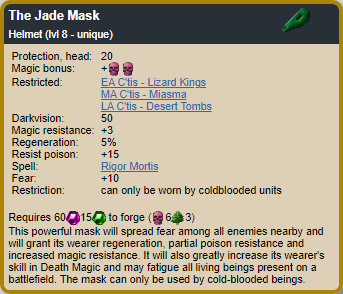 The Jade Mask
Helmet (lvl 8 - unique)
Protection, head: 20
Magic bonus: +
Restricted: EA C'tis - Lizard Kings
MA C'tis - Miasma
LA C'tis - Desert Tombs
Darkvision: 50
Magic resistance: +3
Regeneration: 5%
Resist poison: +15
Spell: Rigor Mortis
Fear: +10
Restriction: can only be worn by coldblooded units
Requires 60 15 to forge ( 6 3)
This powerful mask will spread fear among all enemies nearby and
will grant its wearer regeneration, partial poison resistance and
increased magic resistance. It will also greatly increase its wearer's
skill in Death Magic and may fatigue all living beings present on a
battlefield. The mask can only be used by cold-blooded beings.